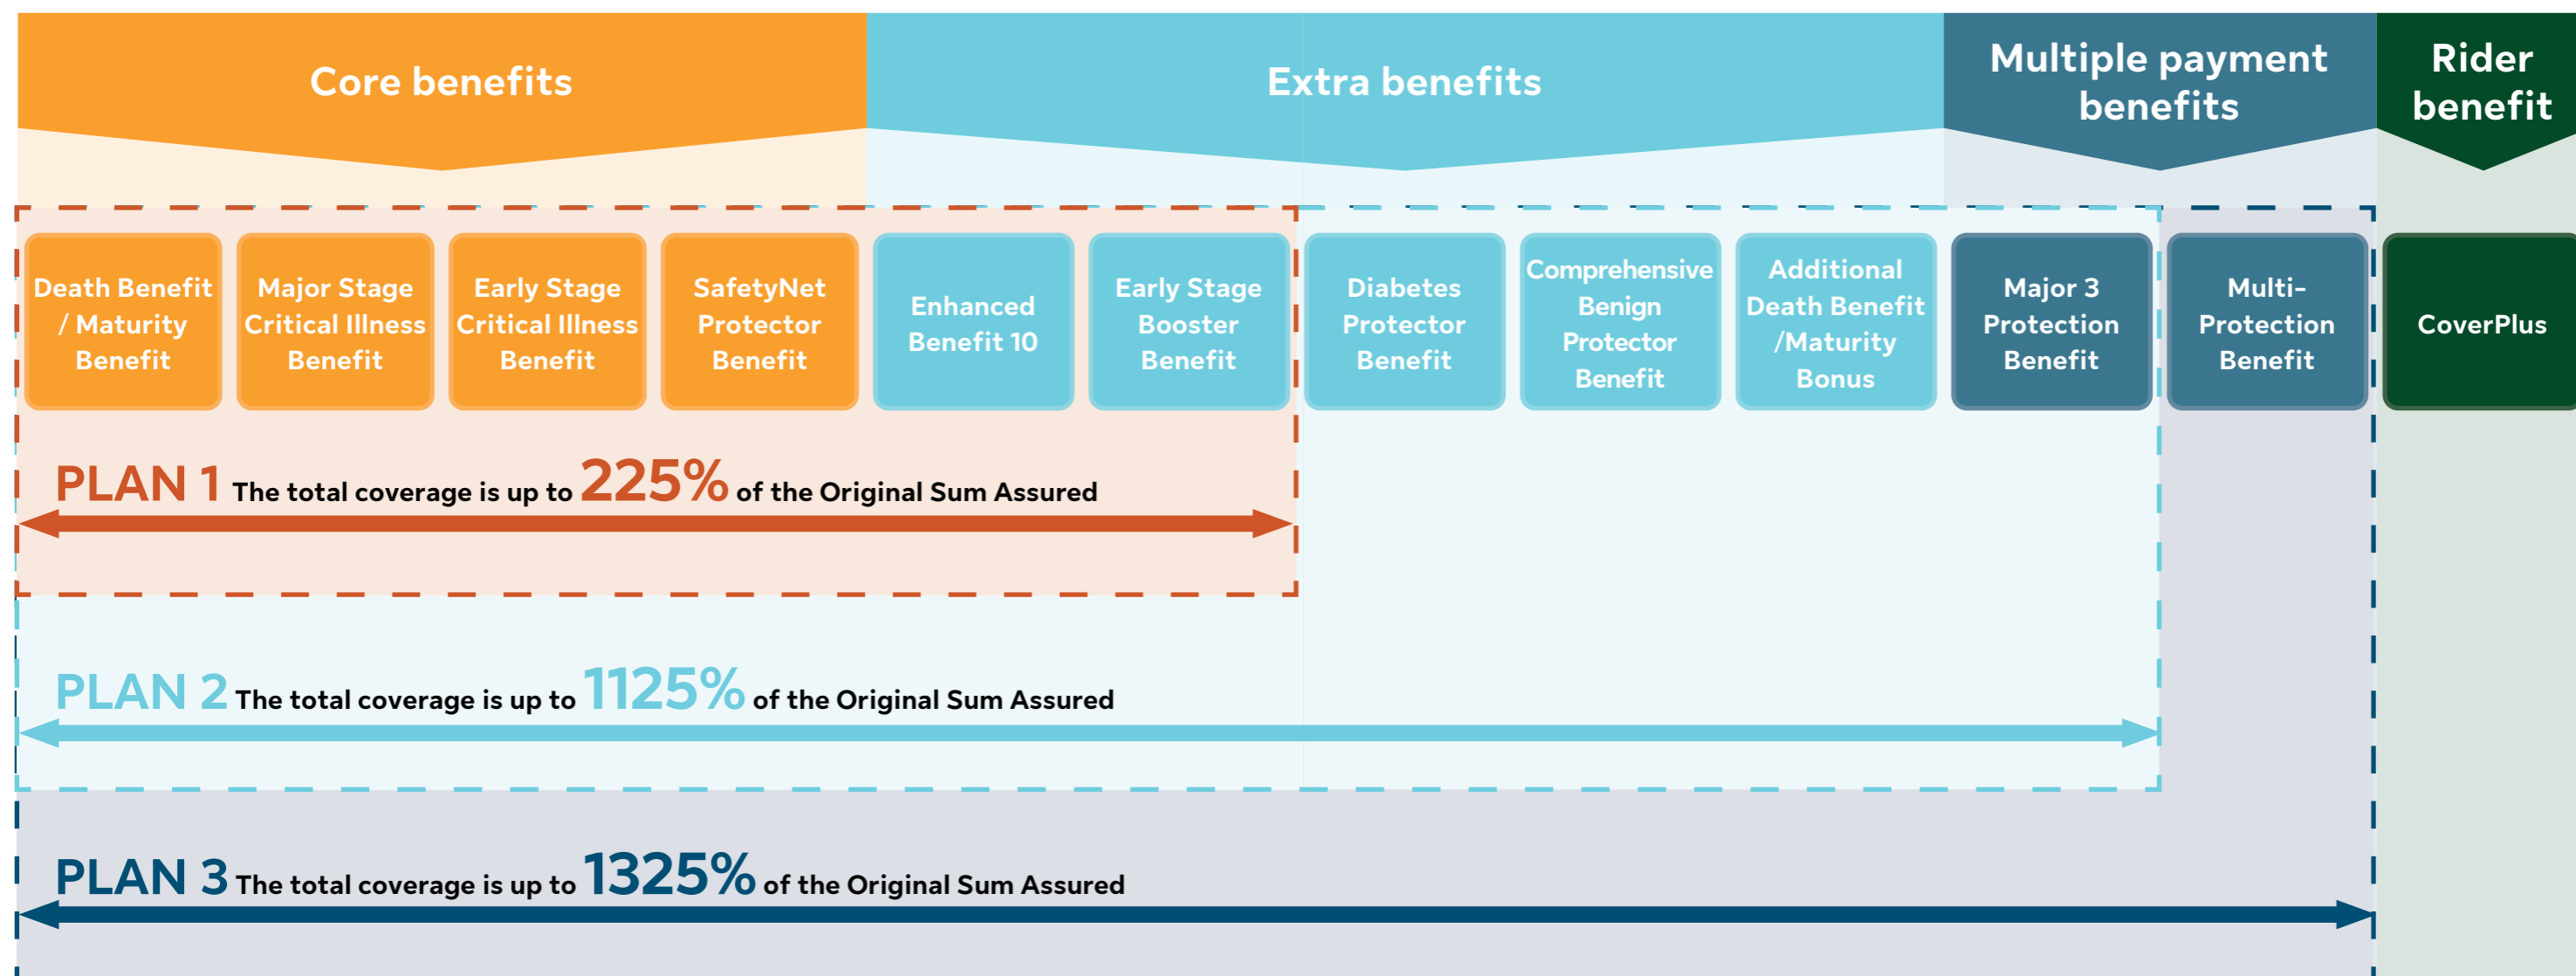 Core benefits
Extra benefits
Multiple payment
benefits
Rider
benefit
Death Benefit
/ Maturity
Benefit
Major Stage
Critical Illness
Benefit
Early Stage
Critical Illness
Benefit
SafetyNet
Protector
Benefit
Enhanced
Benefit 10
Early Stage
Booster
Benefit
Diabetes
Protector
Benefit
Comprehensive
Benign
Protector
Benefit
Additional
Death Benefit
/Maturity
Bonus
Major 3
Protection
Benefit
Multi-
Protection
Benefit
CoverPlus
PLAN 1 The total coverage is up to 225% of the Original Sum Assured
PLAN 2 The total coverage is up to 1125% of the Original Sum Assured
PLAN 3 The total coverage is up to 1325% of the Original Sum Assured